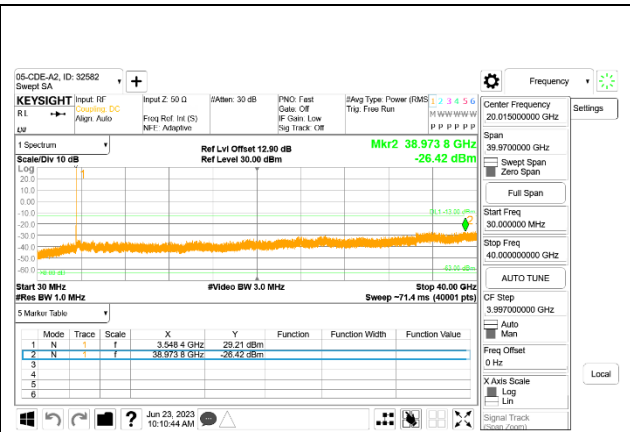 05-CDE-A2, ID: 32582
Swept SA
Frequency
KEYSIGHT
RL
Input: RF
Coupling: DC
Align: Auto
Input Z: 50 Ω
Freq Ref: Int (S)
NFE: Adaptive
#Atten: 30 dB
PNO: Fast
Gate: Off
IF Gain: Low
Sig Track: Off
#Avg Type: Power (RMS
Trig: Free Run
1 2 3 4 5 6
M W W W W W
P P P P P P
1 Spectrum
Scale/Div 10 dB
Log
Ref Lvl Offset 12.90 dB
Ref Level 30.00 dBm
Mkr2 38.973 8 GHz
-26.42 dBm
20.0
10.0
0.00
-10.0
-20.0
-30.0
-40.0
-50.0
-60.0
1
2
DL1 -13.00 dBm
Start 30 MHz
#Res BW 1.0 MHz
#Video BW 3.0 MHz
Stop 40.00 GHz
Sweep ~71.4 ms (40001 pts)
5 Marker Table
Mode Trace Scale X Y Function Function Width Function Value
1 N 1 f 3.548 4 GHz 29.21 dBm
2 N 1 f 38.973 8 GHz -26.42 dBm
3
4
5
6
Jun 23, 2023
10:10:44 AM
Center Frequency
20.015000000 GHz
Span
39.9700000 GHz
Swept Span
Zero Span
Full Span
Start Freq
30.000000 MHz
Stop Freq
40.000000000 GHz
AUTO TUNE
CF Step
3.997000000 GHz
Auto
Man
Freq Offset
0 Hz
X Axis Scale
Log
Lin
Signal Track
(Span Zoom)
Settings
Local